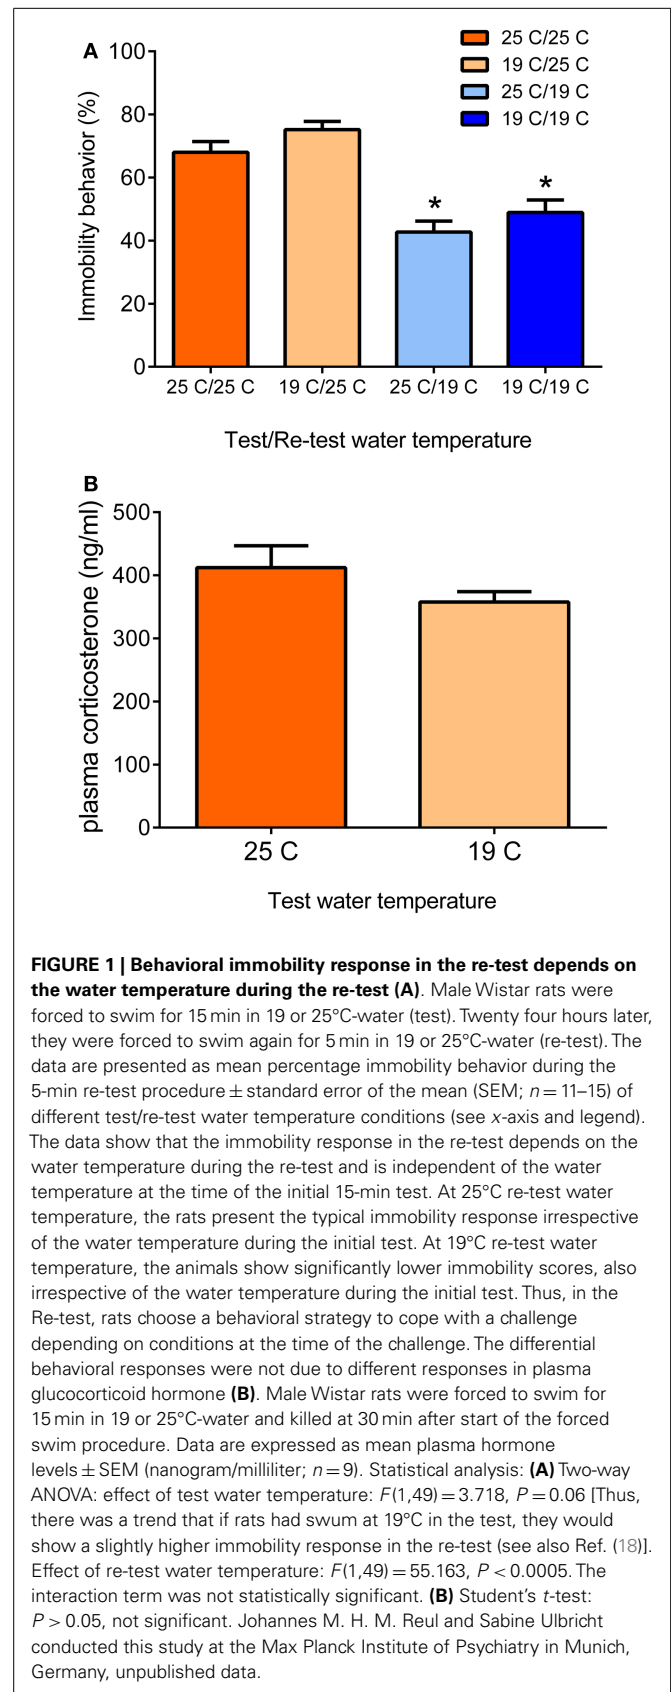 A
100
80
60
40
20
0
Immobility behavior (%)
25 C/25 C
19 C/25 C
25 C/19 C
19 C/19 C
*
*
25 C/25 C 19 C/25 C 25 C/19 C 19 C/19 C
Test/Re-test water temperature
B
500
400
300
200
100
0
plasma corticosterone (ng/ml)
25 C 19 C
Test water temperature
FIGURE 1 | Behavioral immobility response in the re-test depends on
the water temperature during the re-test (A). Male Wistar rats were
forced to swim for 15 min in 19 or 25°C-water (test). Twenty four hours later,
they were forced to swim again for 5 min in 19 or 25°C-water (re-test). The
data are presented as mean percentage immobility behavior during the
5-min re-test procedure ± standard error of the mean (SEM; n = 11–15) of
different test/re-test water temperature conditions (see x-axis and legend).
The data show that the immobility response in the re-test depends on the
water temperature during the re-test and is independent of the water
temperature at the time of the initial 15-min test. At 25°C re-test water
temperature, the rats present the typical immobility response irrespective
of the water temperature during the initial test. At 19°C re-test water
temperature, the animals show significantly lower immobility scores, also
irrespective of the water temperature during the initial test. Thus, in the
Re-test, rats choose a behavioral strategy to cope with a challenge
depending on conditions at the time of the challenge. The differential
behavioral responses were not due to different responses in plasma
glucocorticoid hormone (B). Male Wistar rats were forced to swim for
15 min in 19 or 25°C-water and killed at 30 min after start of the forced
swim procedure. Data are expressed as mean plasma hormone
levels ± SEM (nanogram/milliliter; n = 9). Statistical analysis: (A) Two-way
ANOVA: effect of test water temperature: F(1,49) = 3.718, P = 0.06 [Thus,
there was a trend that if rats had swum at 19°C in the test, they would
show a slightly higher immobility response in the re-test (see also Ref. (18)].
Effect of re-test water temperature: F(1,49) = 55.163, P < 0.0005. The
interaction term was not statistically significant. (B) Student's t-test:
P > 0.05, not significant. Johannes M. H. M. Reul and Sabine Ulbricht
conducted this study at the Max Planck Institute of Psychiatry in Munich,
Germany, unpublished data.